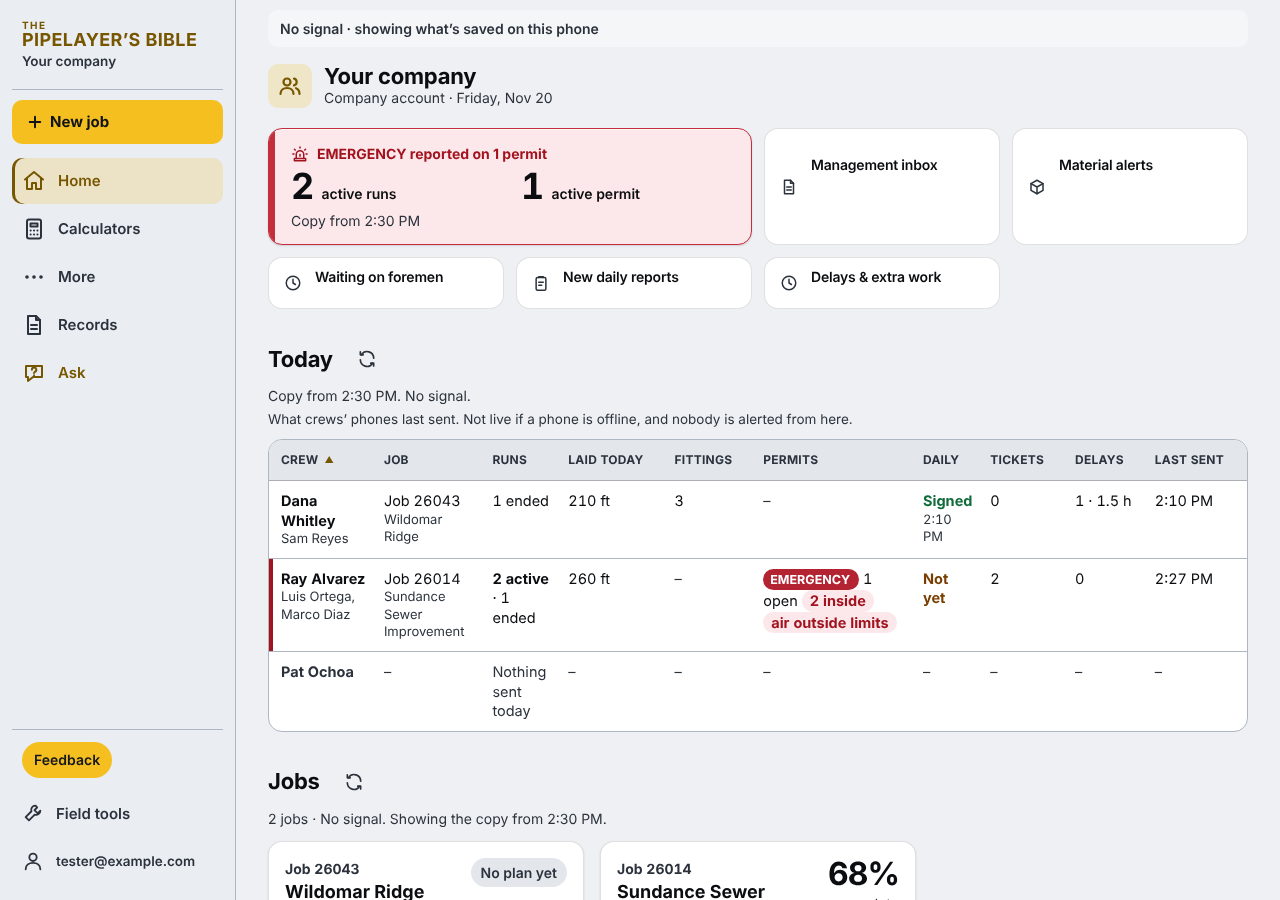 THE
PIPELAYER’S BIBLE
Your company
New job
Home
Calculators
More
Records
Ask
Feedback
Field tools
tester@example.com
No signal · showing what’s saved on this phone
Your company
Company account · Friday, Nov 20
EMERGENCY reported on 1 permit
2 active runs
1 active permit
Copy from 2:30 PM
Management inbox
Material alerts
Waiting on foremen
New daily reports
Delays & extra work
Today
Copy from 2:30 PM. No signal.
What crews’ phones last sent. Not live if a phone is offline, and nobody is alerted from here.
CREW JOB RUNS LAID TODAY FITTINGS PERMITS DAILY TICKETS DELAYS LAST SENT
Dana Job 26043 1 ended 210 ft 3 – Signed 0 1 · 1.5 h 2:10 PM
Whitley Wildomar 2:10
Sam Reyes Ridge PM
Ray Alvarez Job 26014 2 active 260 ft – EMERGENCY 1 Not 2 0 2:27 PM
Luis Ortega, Sundance · 1 open 2 inside yet
Marco Diaz Sewer ended air outside limits
Improvement
Pat Ochoa – Nothing – – – – – – –
sent
today
Jobs
2 jobs · No signal. Showing the copy from 2:30 PM.
Job 26043
No plan yet
Wildomar Ridge
Job 26014
68%
Sundance Sewer